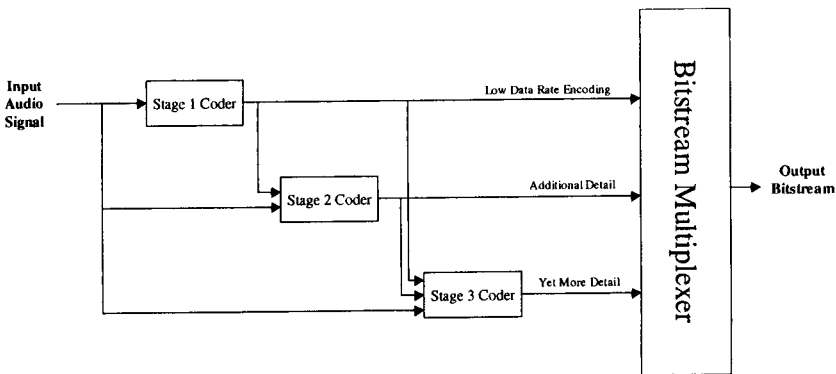 Input
Audio
Signal
Stage 1 Coder
Low Data Rate Encoding
Stage 2 Coder
Additional Detail
Stage 3 Coder
Yet More Detail
Bitstream Multiplexer
Output
Bitstream